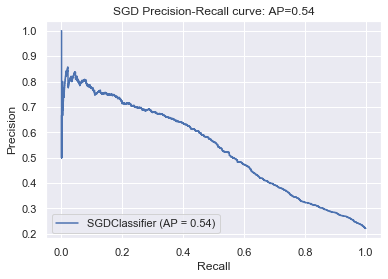 SGD Precision-Recall curve: AP=0.54
1.0
0.9
0.8
0.7
0.6
0.5
0.4
0.3
0.2
Precision
SGDClassifier (AP = 0.54)
0.0 0.2 0.4 0.6 0.8 1.0
Recall